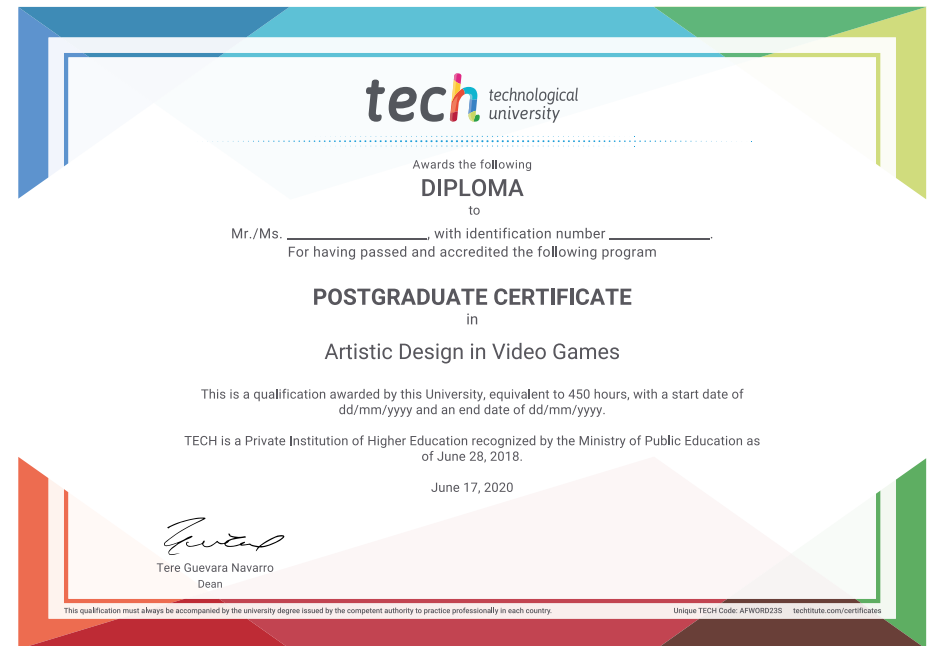 tech technological
university
Awards the following
DIPLOMA
to
Mr./Ms. ____________________, with identification number ______________.
For having passed and accredited the following program
POSTGRADUATE CERTIFICATE
in
Artistic Design in Video Games
This is a qualification awarded by this University, equivalent to 450 hours, with a start date of
dd/mm/yyyy and an end date of dd/mm/yyyy.
TECH is a Private Institution of Higher Education recognized by the Ministry of Public Education as
of June 28, 2018.
June 17, 2020
Tere Guevara Navarro
Dean
This qualification must always be accompanied by the university degree issued by the competent authority to practice professionally in each country. Unique TECH Code: AFWORD23S techtitute.com/certificates